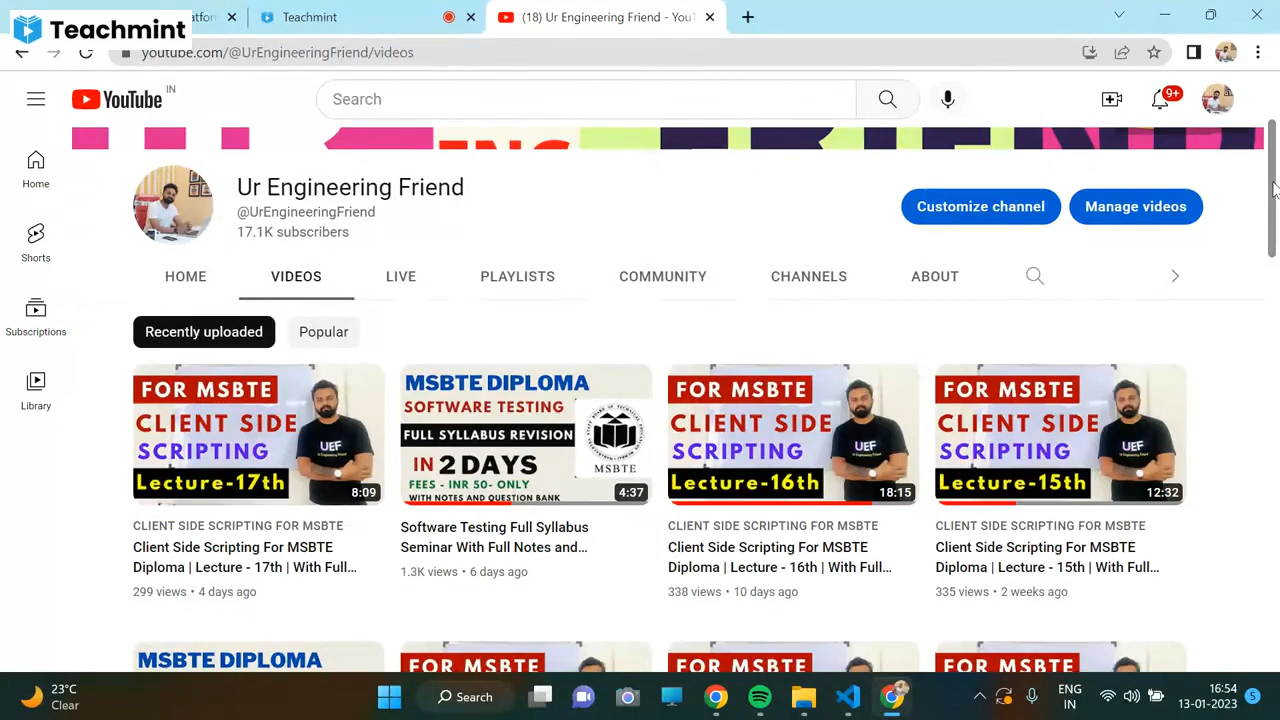 Teachmint
atform
Teachmint
(18) Ur Engineering Friend - YouT
youtube.com/@UrEngineeringFriend/videos
YouTube IN
Search
9+
ENG
Home
Shorts
Subscriptions
Library
Ur Engineering Friend
@UrEngineeringFriend
17.1K subscribers
Customize channel
Manage videos
HOME VIDEOS LIVE PLAYLISTS COMMUNITY CHANNELS ABOUT
Recently uploaded Popular
FOR MSBTE
CLIENT SIDE
SCRIPTING
Lecture-17th
UEF
8:09
CLIENT SIDE SCRIPTING FOR MSBTE
Client Side Scripting For MSBTE
Diploma | Lecture - 17th | With Full...
299 views • 4 days ago
MSBTE DIPLOMA
SOFTWARE TESTING
FULL SYLLABUS REVISION
IN 2 DAYS
FEES - INR 50- ONLY
WITH NOTES AND QUESTION BANK
MSBTE
4:37
Software Testing Full Syllabus
Seminar With Full Notes and...
1.3K views • 6 days ago
FOR MSBTE
CLIENT SIDE
SCRIPTING
Lecture-16th
UEF
18:15
CLIENT SIDE SCRIPTING FOR MSBTE
Client Side Scripting For MSBTE
Diploma | Lecture - 16th | With Full...
338 views • 10 days ago
FOR MSBTE
CLIENT SIDE
SCRIPTING
Lecture-15th
UEF
12:32
CLIENT SIDE SCRIPTING FOR MSBTE
Client Side Scripting For MSBTE
Diploma | Lecture - 15th | With Full...
335 views • 2 weeks ago
MSBTE DIPLOMA
FOR MSBTE
FOR MSBTE
FOR MSBTE
23°C
Clear
Search
ENG
IN
16:54
13-01-2023
5